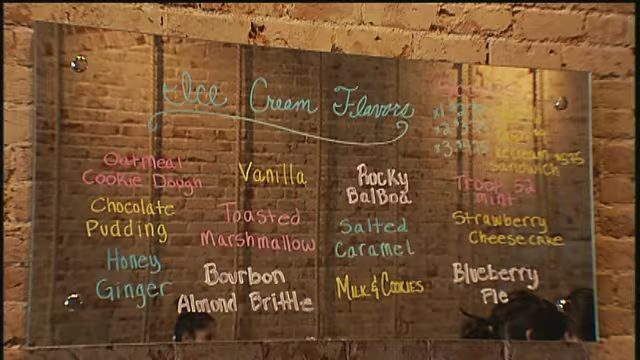 Ice Cream Flavors
Oatmeal
Cookie Dough
Vanilla
Rocky
BalBoa
Troop 52
mint
Chocolate
Pudding
Toasted
Marshmallow
Salted
Caramel
Strawberry
Cheesecake
Honey
Ginger
Bourbon
Almond Brittle
Milk & Cookies
Blueberry
Pie